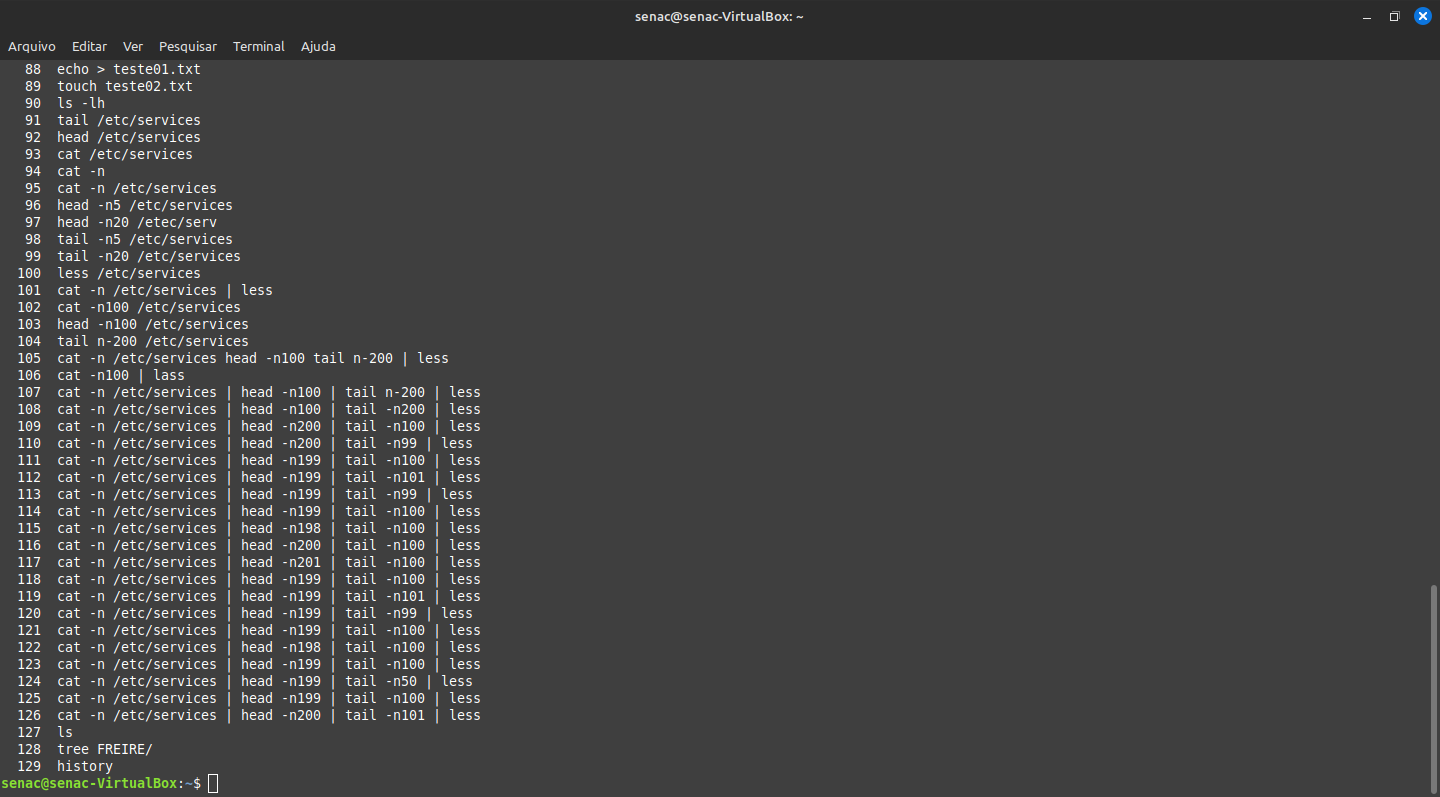 senac@senac-VirtualBox: ~
Arquivo Editar Ver Pesquisar Terminal Ajuda
88 echo > teste01.txt
89 touch teste02.txt
90 ls -lh
91 tail /etc/services
92 head /etc/services
93 cat /etc/services
94 cat -n
95 cat -n /etc/services
96 head -n5 /etc/services
97 head -n20 /etec/serv
98 tail -n5 /etc/services
99 tail -n20 /etc/services
100 less /etc/services
101 cat -n /etc/services | less
102 cat -n100 /etc/services
103 head -n100 /etc/services
104 tail n-200 /etc/services
105 cat -n /etc/services head -n100 tail n-200 | less
106 cat -n100 | lass
107 cat -n /etc/services | head -n100 | tail n-200 | less
108 cat -n /etc/services | head -n100 | tail -n200 | less
109 cat -n /etc/services | head -n200 | tail -n100 | less
110 cat -n /etc/services | head -n200 | tail -n99 | less
111 cat -n /etc/services | head -n199 | tail -n100 | less
112 cat -n /etc/services | head -n199 | tail -n101 | less
113 cat -n /etc/services | head -n199 | tail -n99 | less
114 cat -n /etc/services | head -n199 | tail -n100 | less
115 cat -n /etc/services | head -n198 | tail -n100 | less
116 cat -n /etc/services | head -n200 | tail -n100 | less
117 cat -n /etc/services | head -n201 | tail -n100 | less
118 cat -n /etc/services | head -n199 | tail -n100 | less
119 cat -n /etc/services | head -n199 | tail -n101 | less
120 cat -n /etc/services | head -n199 | tail -n99 | less
121 cat -n /etc/services | head -n199 | tail -n100 | less
122 cat -n /etc/services | head -n198 | tail -n100 | less
123 cat -n /etc/services | head -n199 | tail -n100 | less
124 cat -n /etc/services | head -n199 | tail -n50 | less
125 cat -n /etc/services | head -n199 | tail -n100 | less
126 cat -n /etc/services | head -n200 | tail -n101 | less
127 ls
128 tree FREIRE/
129 history
senac@senac-VirtualBox:~$